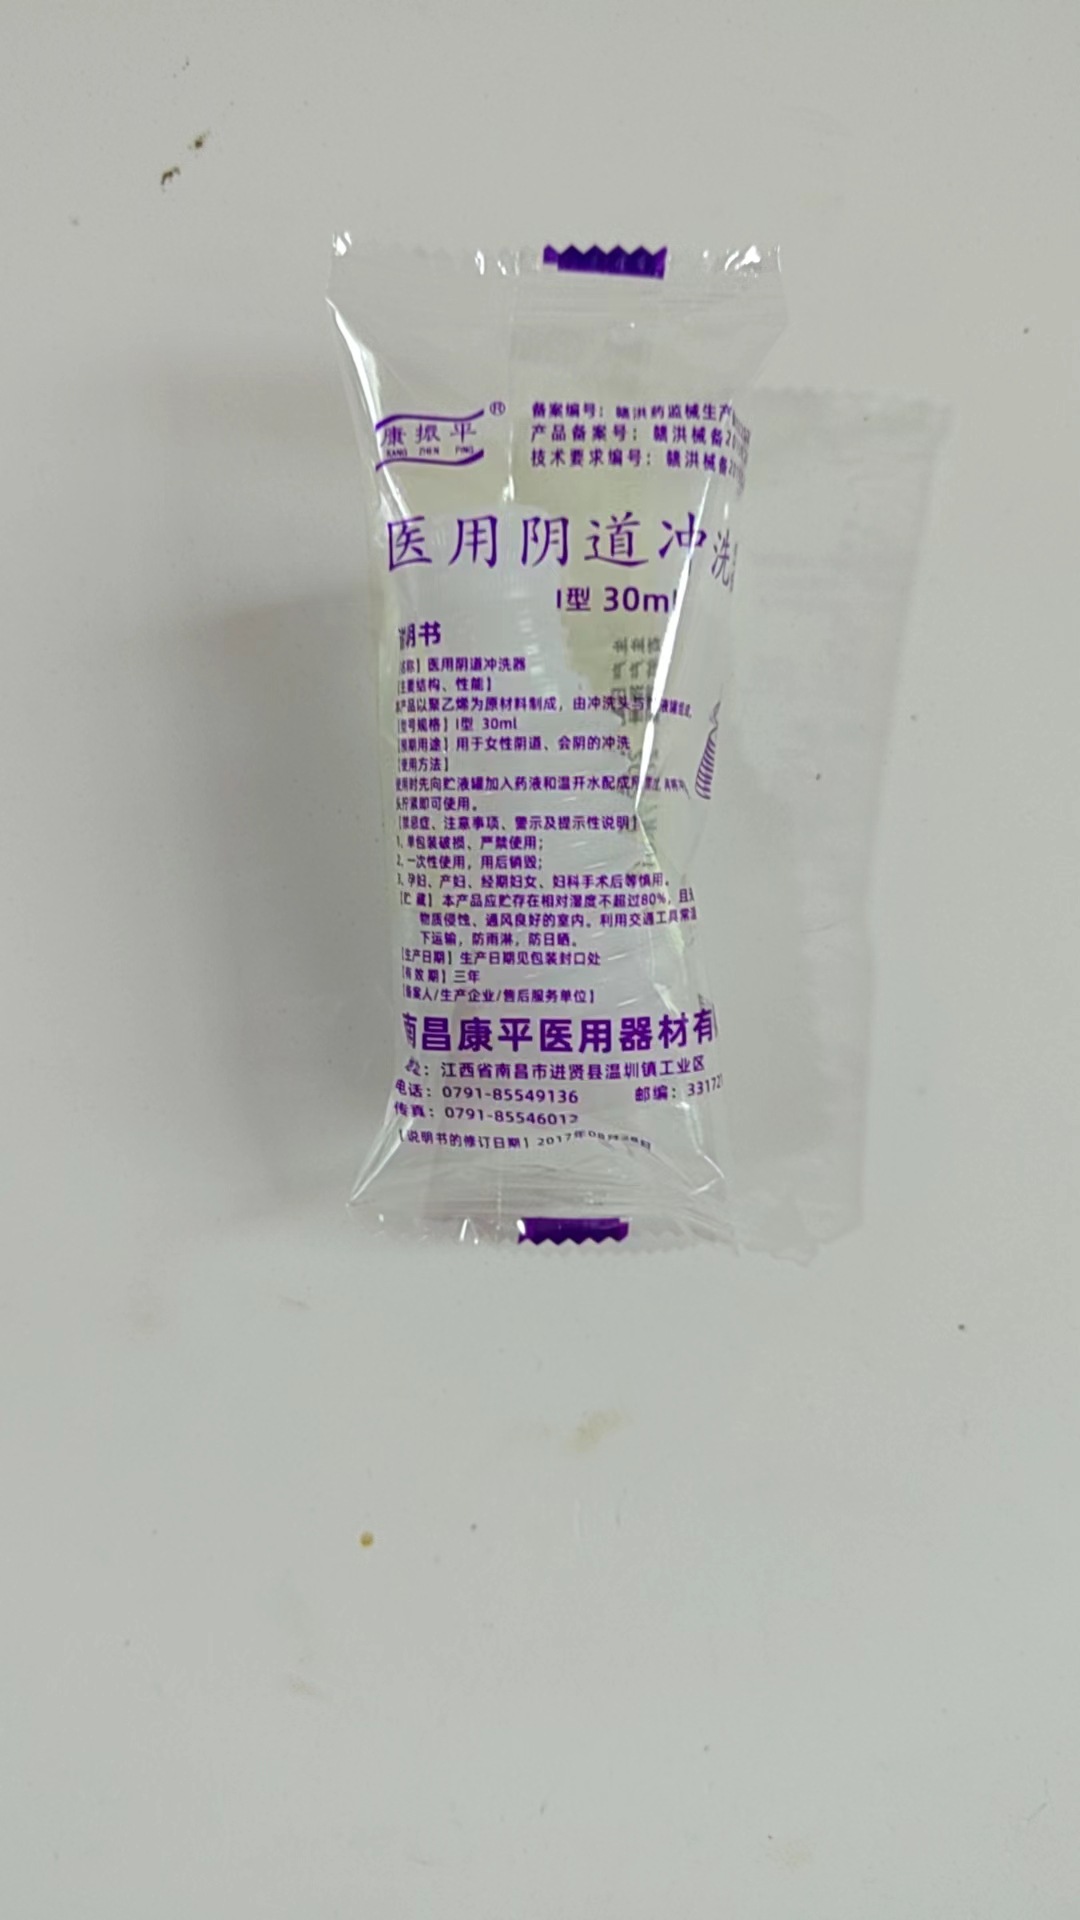 康振平®
KANG ZHEN PING
备案编号：赣洪药监械生产
产品备案号：赣洪械备
技术要求编号：赣洪械备
医用阴道冲洗
I型 30ml
明书
医用阴道冲洗器
主要结构、性能】
产品以聚乙烯为原材料制成，由冲洗头与
号规格】I型 30ml
期用途】用于女性阴道、会阴的冲洗
【使用方法】
使用时先向贮液罐加入药液和温开水配成
头拧紧即可使用。
【禁忌症、注意事项、警示及提示性说明】
1. 单包装破损、严禁使用；
2. 一次性使用，用后销毁；
3. 孕妇、产妇、经期妇女、妇科手术后等慎用。
【贮 藏】本产品应贮存在相对湿度不超过80%，且
物质侵蚀、通风良好的室内。利用交通工具常温
下运输，防雨淋，防日晒。
【生产日期】生产日期见包装封口处
【有效期】三年
备案人/生产企业/售后服务单位】
南昌康平医用器材有
：江西省南昌市进贤县温圳镇工业区
电话：0791-85549136 邮编：33172
传真：0791-85546012
【说明书的修订日期】2017年08月28日